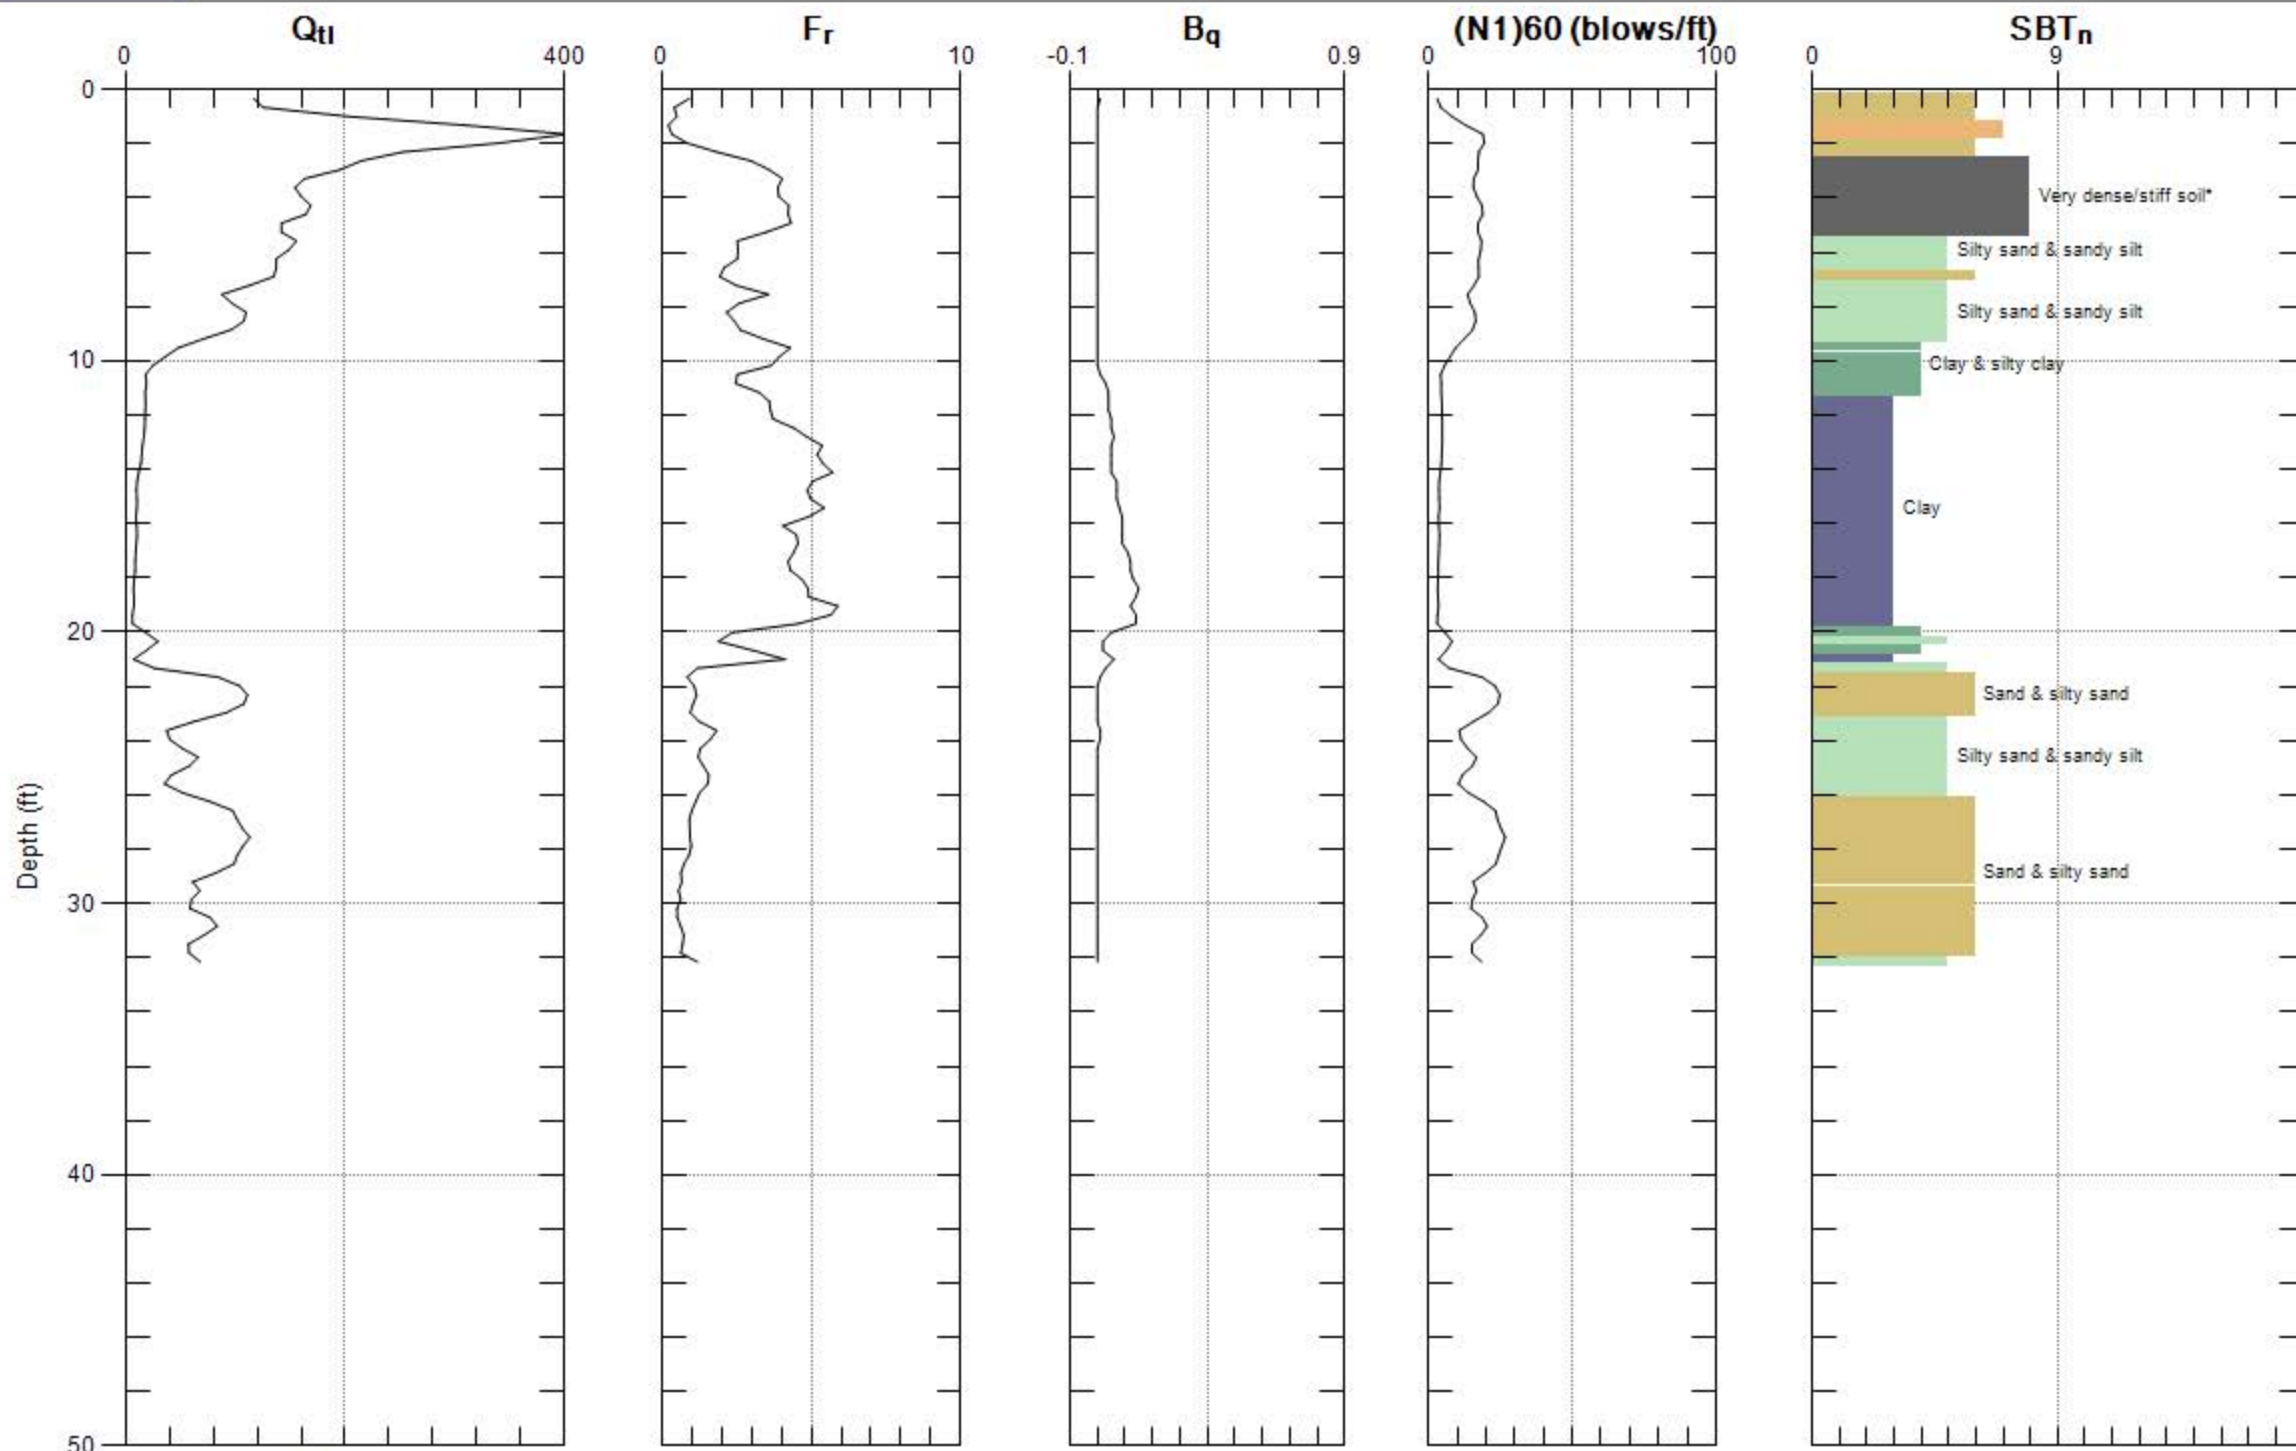 Qtl Fr Bq (N1)60 (blows/ft) SBTn
0 400 0 10 -0.1 0.9 0 100 0 9
0
Very dense/stiff soil*
Silty sand & sandy silt
Silty sand & sandy silt
10
Clay & silty clay
Clay
20
Sand & silty sand
Silty sand & sandy silt
Depth (ft)
Sand & silty sand
30
40
50